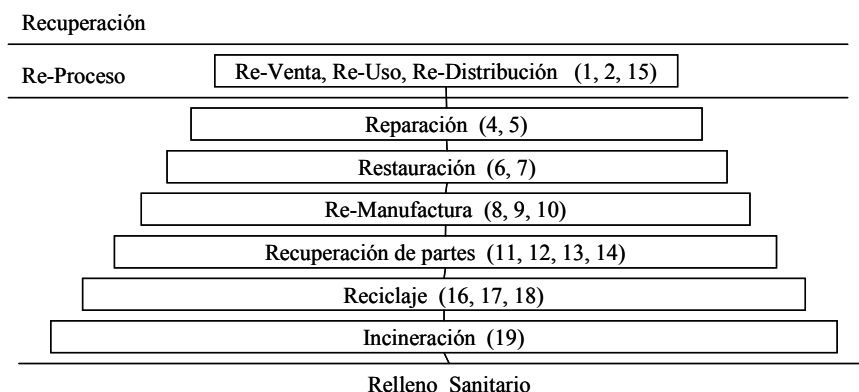 Recuperación
Re-Proceso
Re-Venta, Re-Uso, Re-Distribución (1, 2, 15)
Reparación (4, 5)
Restauración (6, 7)
Re-Manufactura (8, 9, 10)
Recuperación de partes (11, 12, 13, 14)
Reciclaje (16, 17, 18)
Incineración (19)
Relleno Sanitario